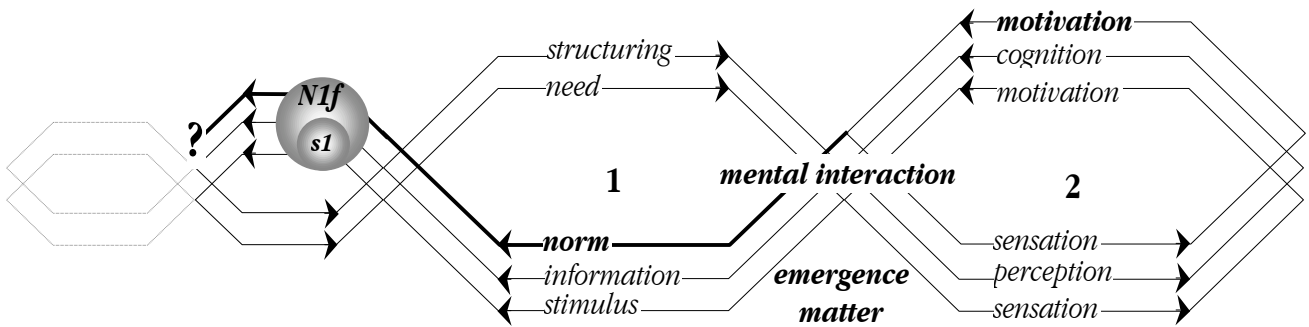 motivation
structuring
cognition
need
motivation
N1f
?
s1
mental interaction
1
2
norm
sensation
information
emergence
perception
stimulus
matter
sensation